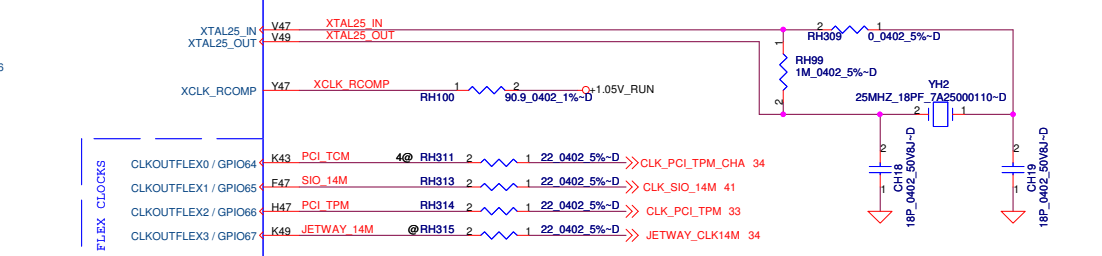 XTAL25_IN V47 XTAL25_IN 2 RH309 1 0_0402_5%~D
XTAL25_OUT V49 XTAL25_OUT
1 RH99 1M_0402_5%~D 2
6
XCLK_RCOMP Y47 XCLK_RCOMP 1 RH100 2 90.9_0402_1%~D +1.05V_RUN
YH2
25MHZ_18PF_7A25000110~D
2 1
FLEX CLOCKS
CLKOUTFLEX0 / GPIO64 K43 PCI_TCM 4@ RH311 2 1 22_0402_5%~D CLK_PCI_TPM_CHA 34
CLKOUTFLEX1 / GPIO65 F47 SIO_14M RH313 2 1 22_0402_5%~D CLK_SIO_14M 41
CLKOUTFLEX2 / GPIO66 H47 PCI_TPM RH314 2 1 22_0402_5%~D CLK_PCI_TPM 33
CLKOUTFLEX3 / GPIO67 K49 JETWAY_14M @ RH315 2 1 22_0402_5%~D JETWAY_CLK14M 34
2 1 CH18
18P_0402_50V8J~D
2 1 CH19
18P_0402_50V8J~D